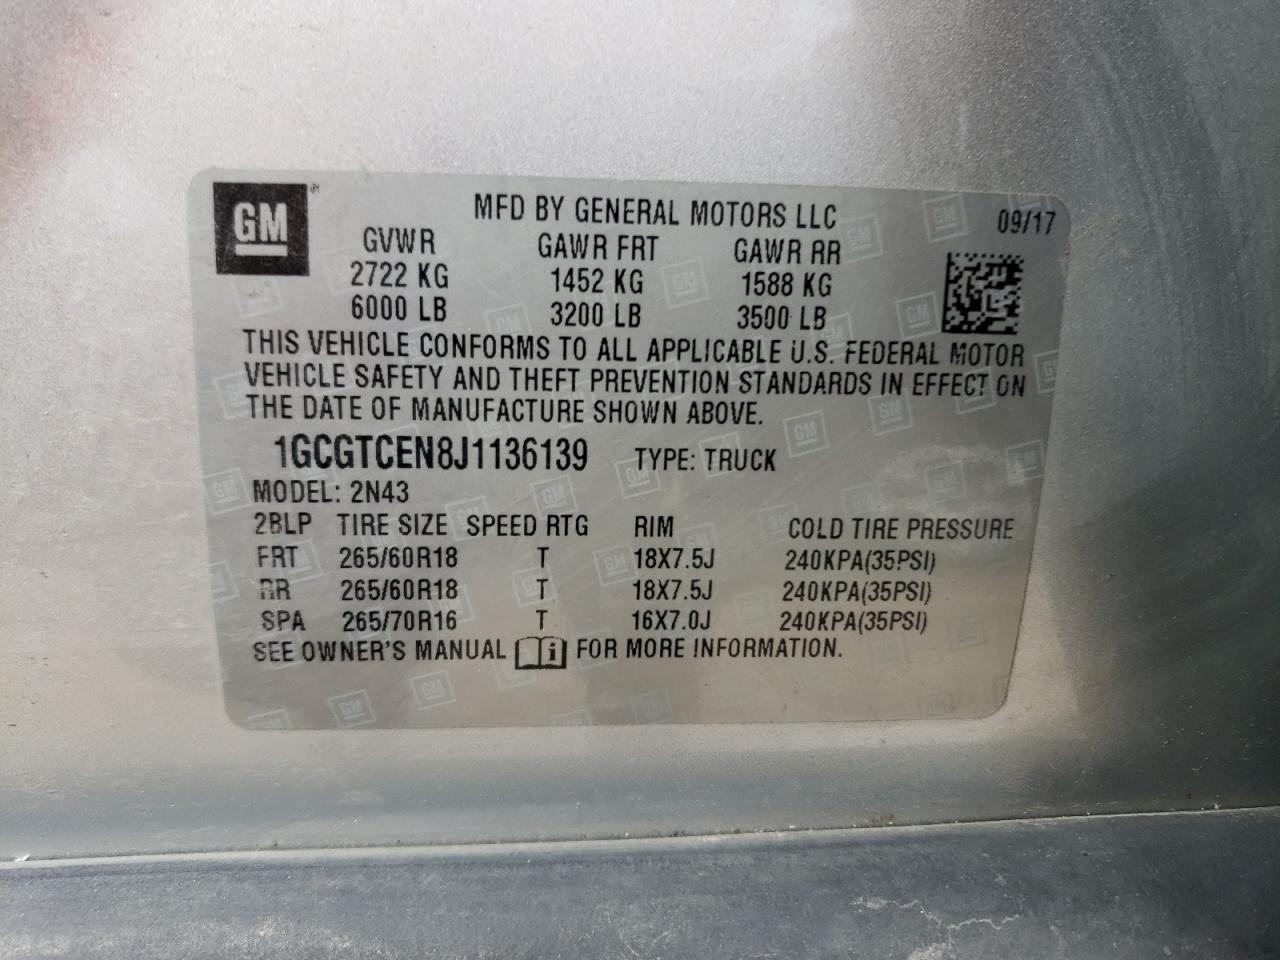 GM®
MFD BY GENERAL MOTORS LLC 09/17
GVWR GAWR FRT GAWR RR
2722 KG 1452 KG 1588 KG
6000 LB 3200 LB 3500 LB
THIS VEHICLE CONFORMS TO ALL APPLICABLE U.S. FEDERAL MOTOR
VEHICLE SAFETY AND THEFT PREVENTION STANDARDS IN EFFECT ON
THE DATE OF MANUFACTURE SHOWN ABOVE.
1GCGTCEN8J1136139 TYPE: TRUCK
MODEL: 2N43
2BLP TIRE SIZE SPEED RTG RIM COLD TIRE PRESSURE
FRT 265/60R18 T 18X7.5J 240KPA(35PSI)
RR 265/60R18 T 18X7.5J 240KPA(35PSI)
SPA 265/70R16 T 16X7.0J 240KPA(35PSI)
SEE OWNER'S MANUAL i FOR MORE INFORMATION.